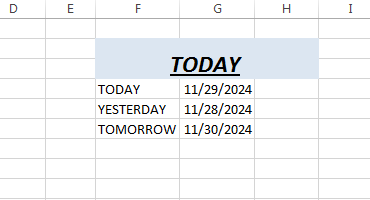 D E F G H I
TODAY
TODAY 11/29/2024
YESTERDAY 11/28/2024
TOMORROW 11/30/2024